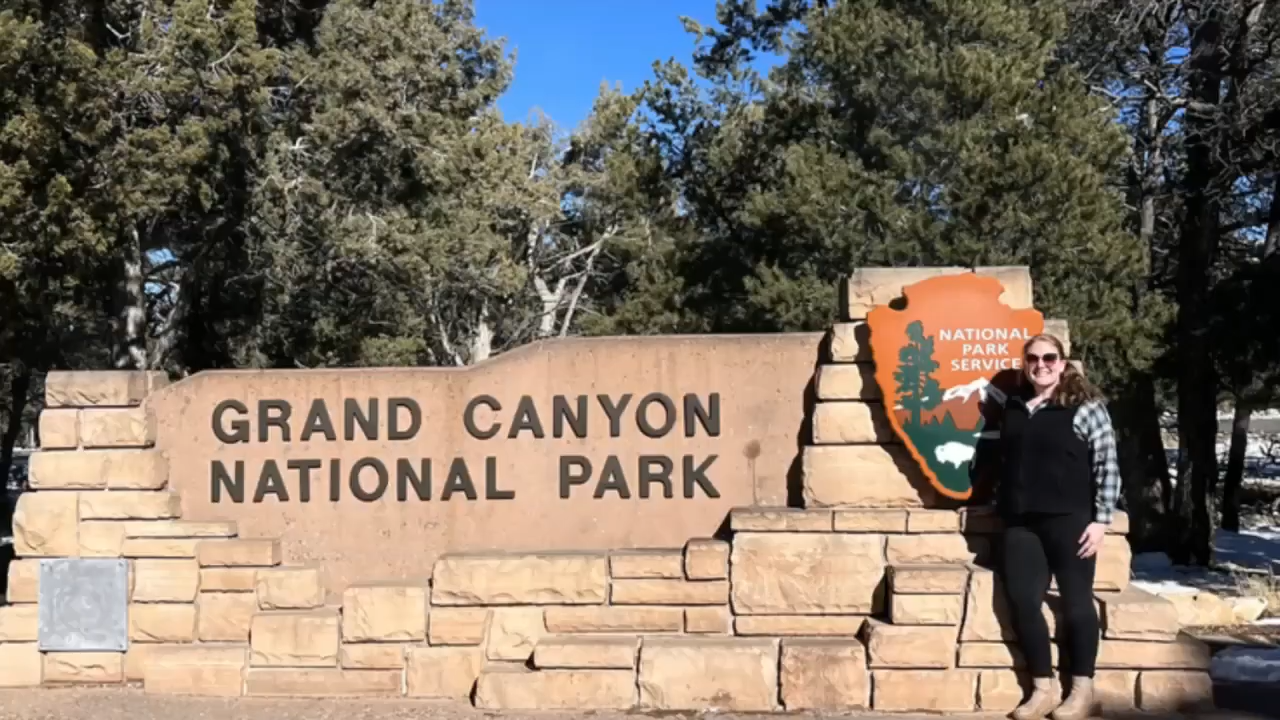 GRAND CANYON
NATIONAL PARK
NATIONAL
PARK
SERVICE